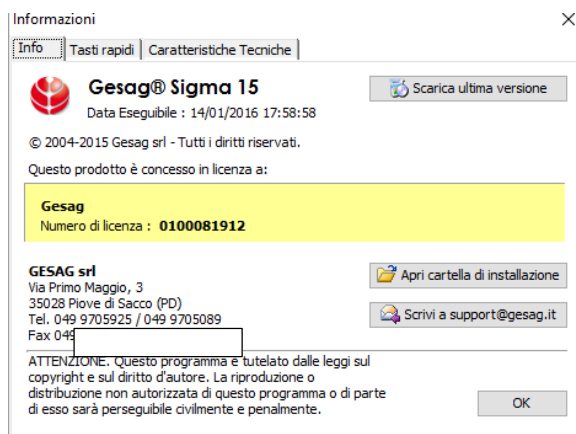 Informazioni
Info
Tasti rapidi
Caratteristiche Tecniche
Gesag® Sigma 15
Scarica ultima versione
Data Eseguibile : 14/01/2016 17:58:58
© 2004-2015 Gesag srl - Tutti i diritti riservati.
Questo prodotto è concesso in licenza a:
Gesag
Numero di licenza : 0100081912
GESAG srl
Apri cartella di installazione
Via Primo Maggio, 3
35028 Piove di Sacco (PD)
Tel. 049 9705925 / 049 9705089
Scrivi a support@gesag.it
Fax 049
ATTENZIONE. Questo programma è tutelato dalle leggi sul
copyright e sul diritto d'autore. La riproduzione o
distribuzione non autorizzata di questo programma o di parte
di esso sarà perseguibile civilmente e penalmente.
OK